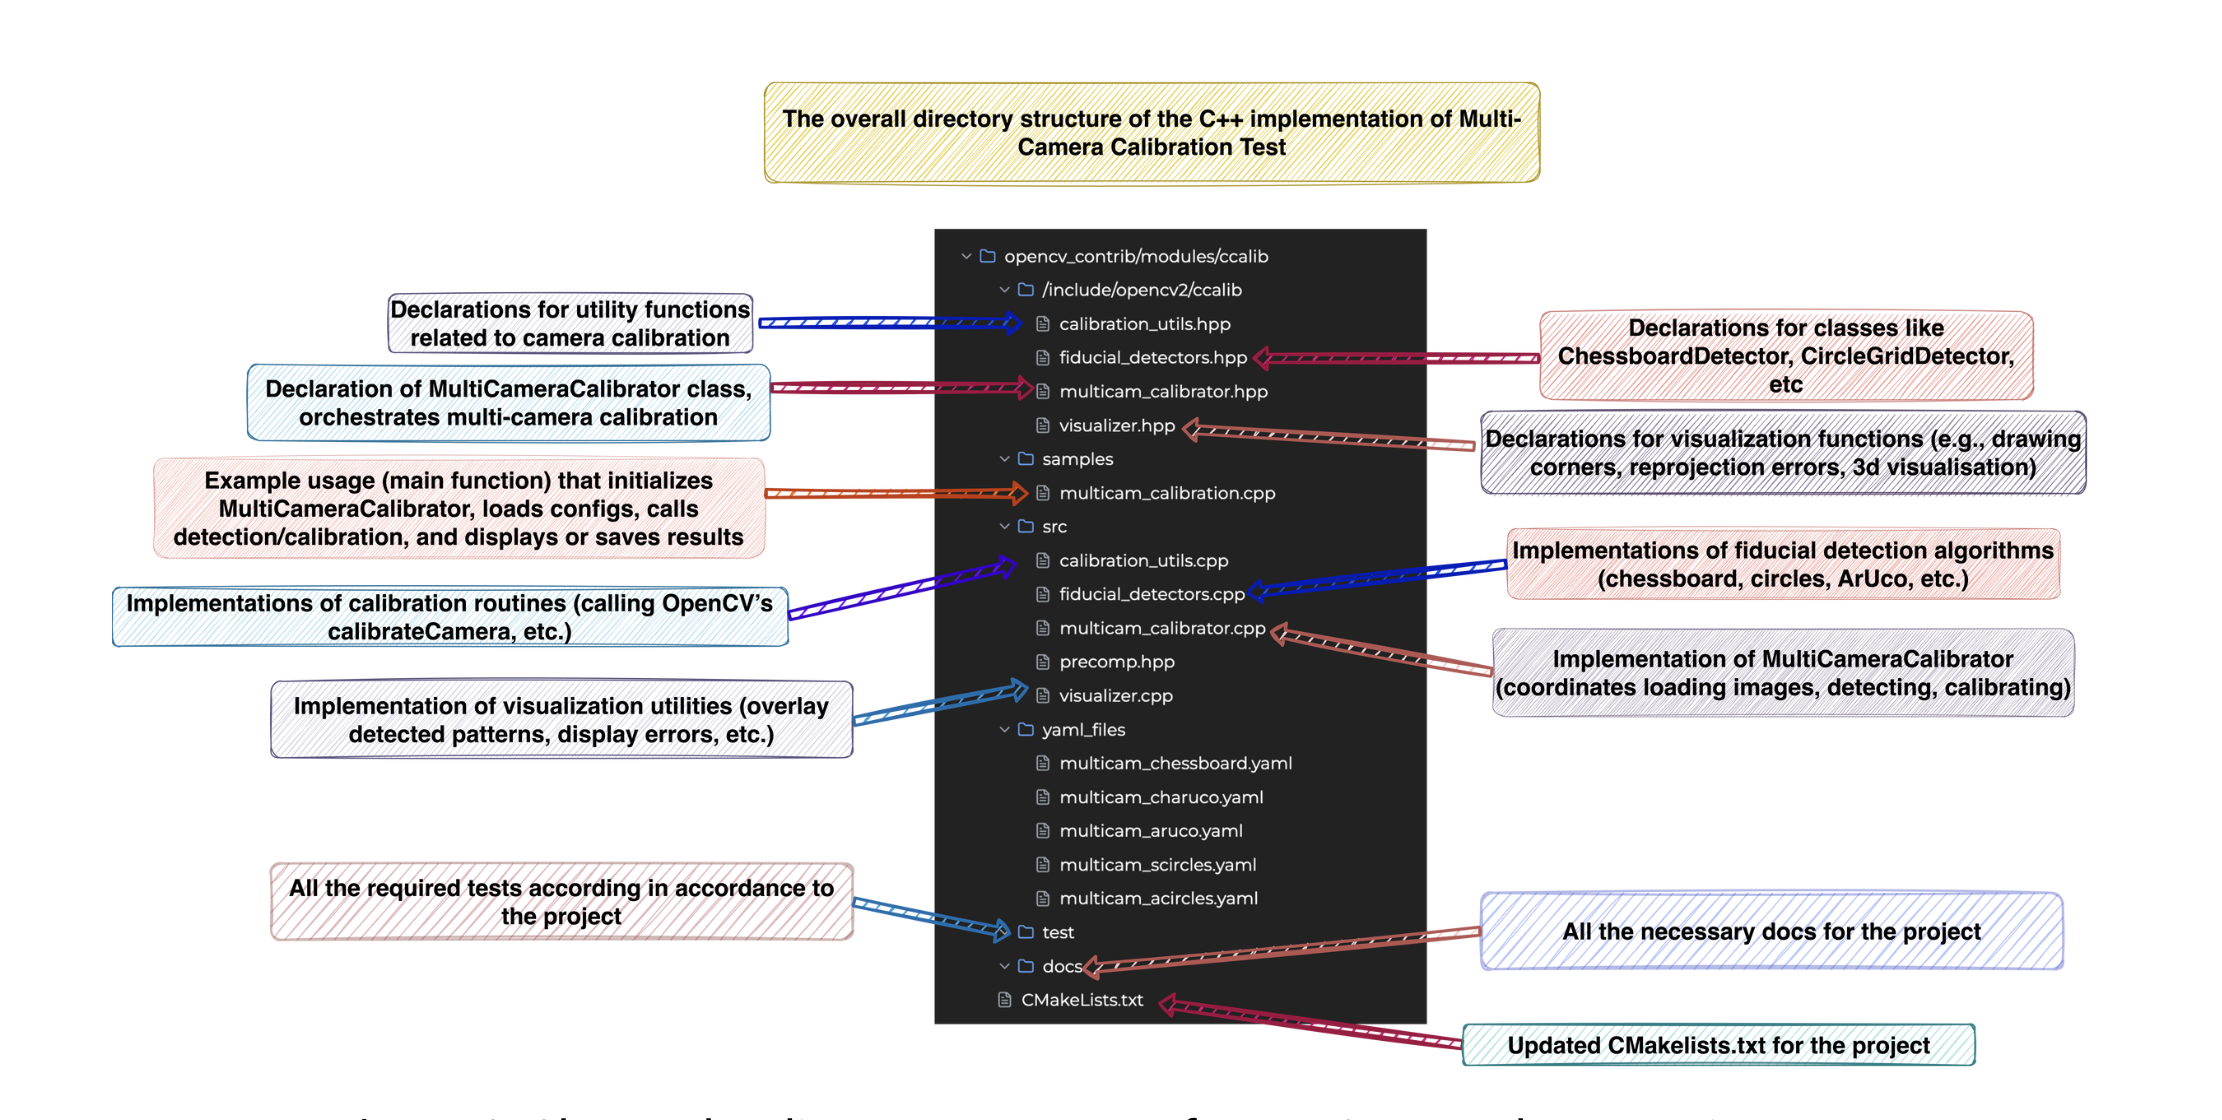 The overall directory structure of the C++ implementation of Multi-
Camera Calibration Test
opencv_contrib/modules/ccalib
/include/opencv2/ccalib
calibration_utils.hpp
fiducial_detectors.hpp
multicam_calibrator.hpp
visualizer.hpp
samples
multicam_calibration.cpp
src
calibration_utils.cpp
fiducial_detectors.cpp
multicam_calibrator.cpp
precomp.hpp
visualizer.cpp
yaml_files
multicam_chessboard.yaml
multicam_charuco.yaml
multicam_aruco.yaml
multicam_scircles.yaml
multicam_acircles.yaml
test
docs
CMakeLists.txt
Declarations for utility functions
related to camera calibration
Declaration of MultiCameraCalibrator class,
orchestrates multi-camera calibration
Example usage (main function) that initializes
MultiCameraCalibrator, loads configs, calls
detection/calibration, and displays or saves results
Implementations of calibration routines (calling OpenCV’s
calibrateCamera, etc.)
Implementation of visualization utilities (overlay
detected patterns, display errors, etc.)
All the required tests according in accordance to
the project
Declarations for classes like
ChessboardDetector, CircleGridDetector,
etc
Declarations for visualization functions (e.g., drawing
corners, reprojection errors, 3d visualisation)
Implementations of fiducial detection algorithms
(chessboard, circles, ArUco, etc.)
Implementation of MultiCameraCalibrator
(coordinates loading images, detecting, calibrating)
All the necessary docs for the project
Updated CMakelists.txt for the project